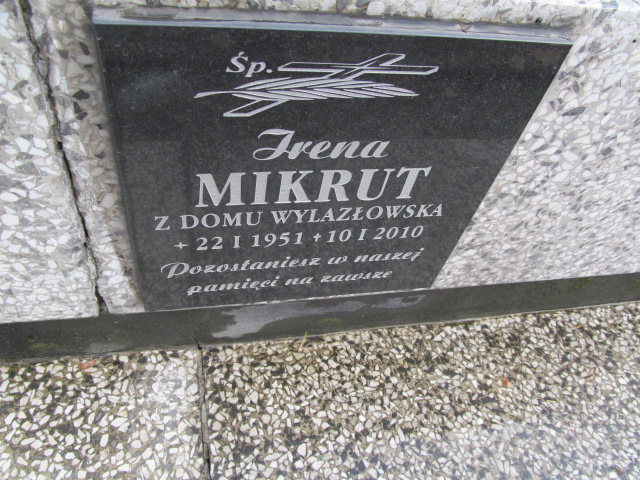 Śp.
Irena
MIKRUT
Z DOMU WYLAZŁOWSKA
+ 22 I 1951 + 10 I 2010
Pozostaniesz w naszej
pamięci na zawsze